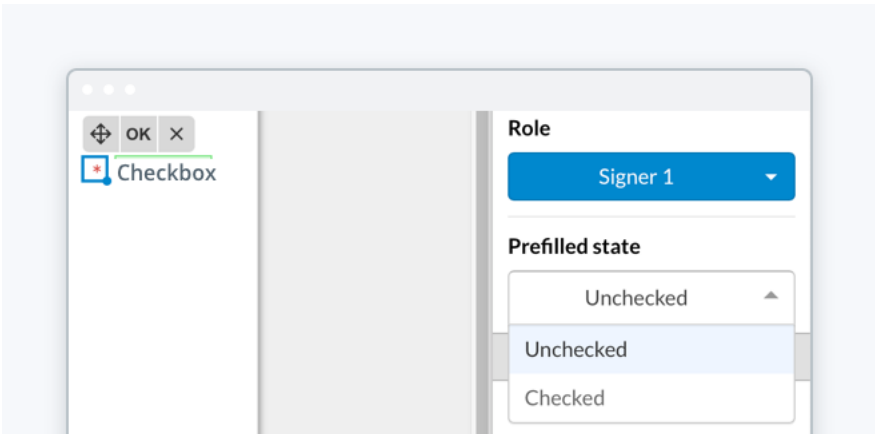 OK ×
* Checkbox
Role
Signer 1
Prefilled state
Unchecked
Unchecked
Checked